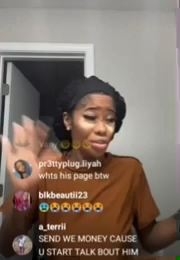 pr3ttyplug.liyah
whts his page btw
blkbeautii23
😭😭😭😭😭😭
a_terrii
SEND WE MONEY CAUSE
U START TALK BOUT HIM